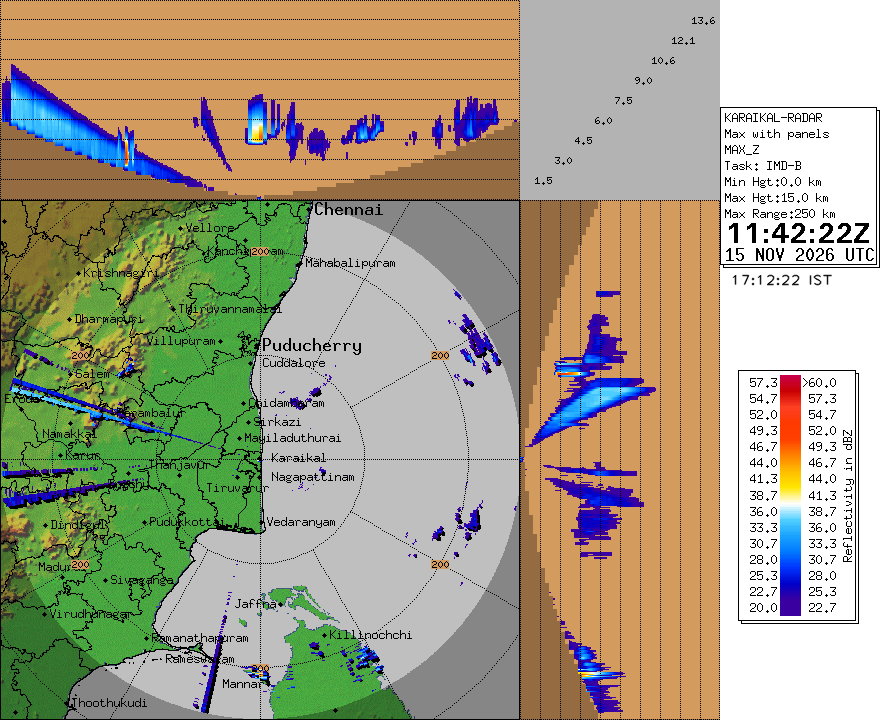 13.6
12.1
10.6
9.0
7.5
6.0
4.5
3.0
1.5
KARAIKAL-RADAR
Max with panels
MAX_Z
Task: IMD-B
Min Hgt:0.0 km
Max Hgt:15.0 km
Max Range:250 km
11:42:22Z
15 NOV 2026 UTC
17:12:22 IST
Chennai
Vellore
200
Mahabalipuram
Krishnagiri
Thiruvannamalai
Dharmapuri
Villupuram
Puducherry
200
200
Cuddalore
Salem
Chidambaram
Perambalur
Sirkazi
Namakkal
Mayiladuthurai
Karur
Karaikal
Thanjavur
Nagapattinam
Tiruvarur
Dindigul
Pudukkottai
Vedaranyam
200
200
Sivaganga
Jaffna
Virudhunagar
Ramanathapuram
Killinochchi
Rameswaram
200
Mannar
Thoothukudi
57.3 >60.0
54.7 57.3
52.0 54.7
49.3 52.0
46.7 49.3
44.0 46.7
41.3 44.0
38.7 41.3
36.0 38.7
33.3 36.0
30.7 33.3
28.0 30.7
25.3 28.0
22.7 25.3
20.0 22.7
Reflectivity in dBZ